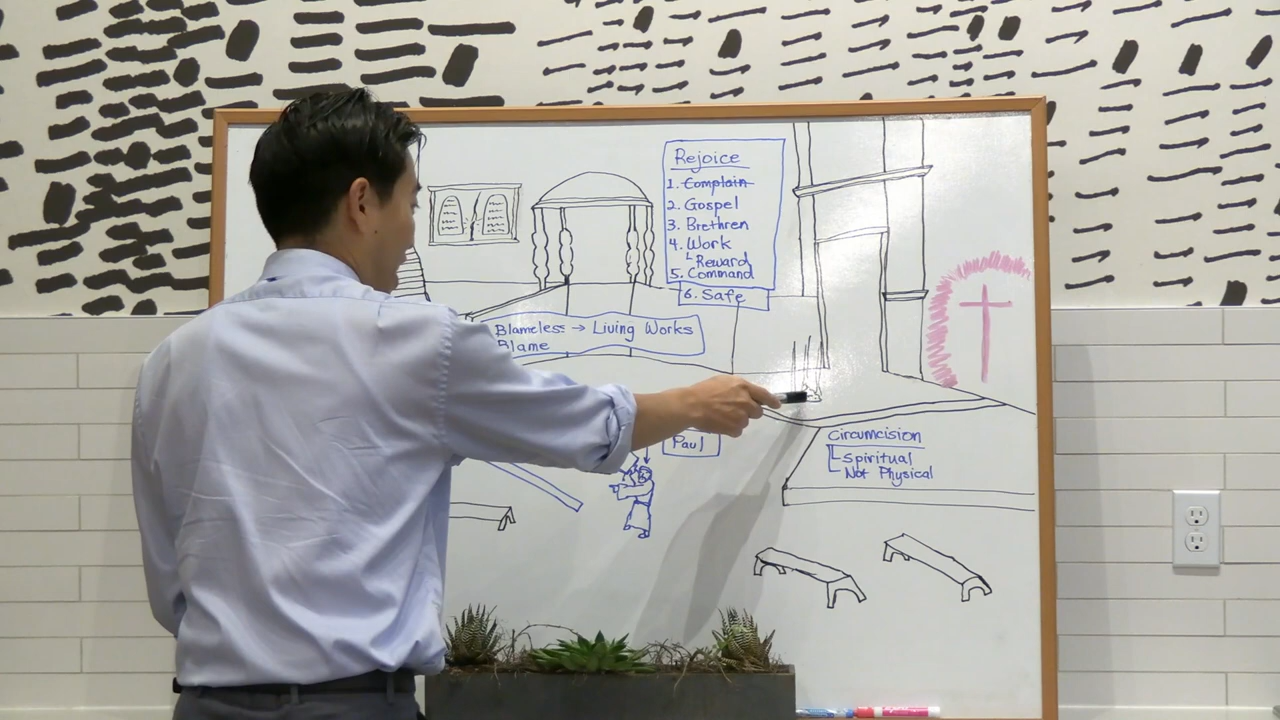 Rejoice
1. Complain
2. Gospel
3. Brethren
4. Work
Reward
5. Command
6. Safe
Blameless → Living Works
Blame
Paul
Circumcision
Spiritual
Not Physical